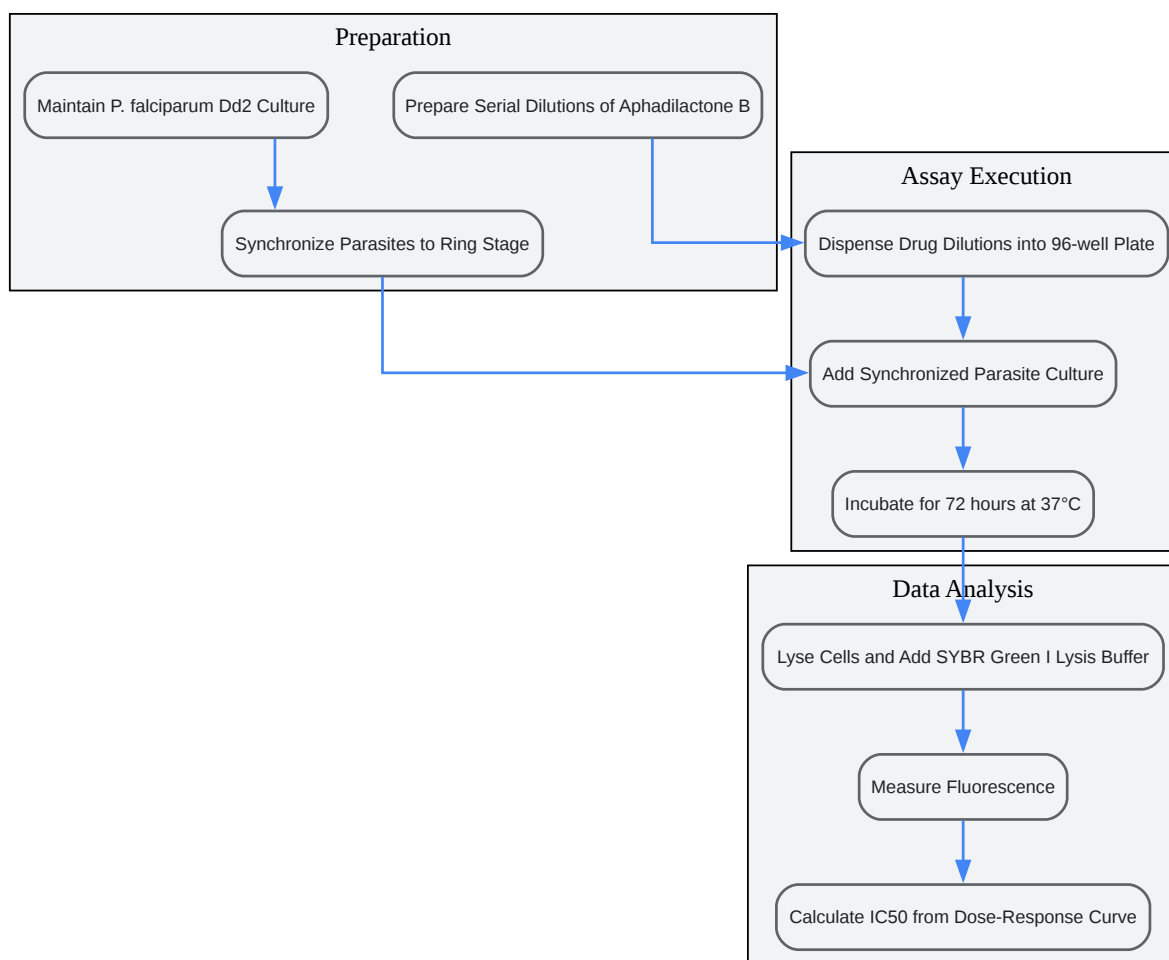 Preparation
Maintain P. falciparum Dd2 Culture
Prepare Serial Dilutions of Aphadilactone B
Synchronize Parasites to Ring Stage
Assay Execution
Dispense Drug Dilutions into 96-well Plate
Add Synchronized Parasite Culture
Incubate for 72 hours at 37°C
Data Analysis
Lyse Cells and Add SYBR Green I Lysis Buffer
Measure Fluorescence
Calculate IC50 from Dose-Response Curve